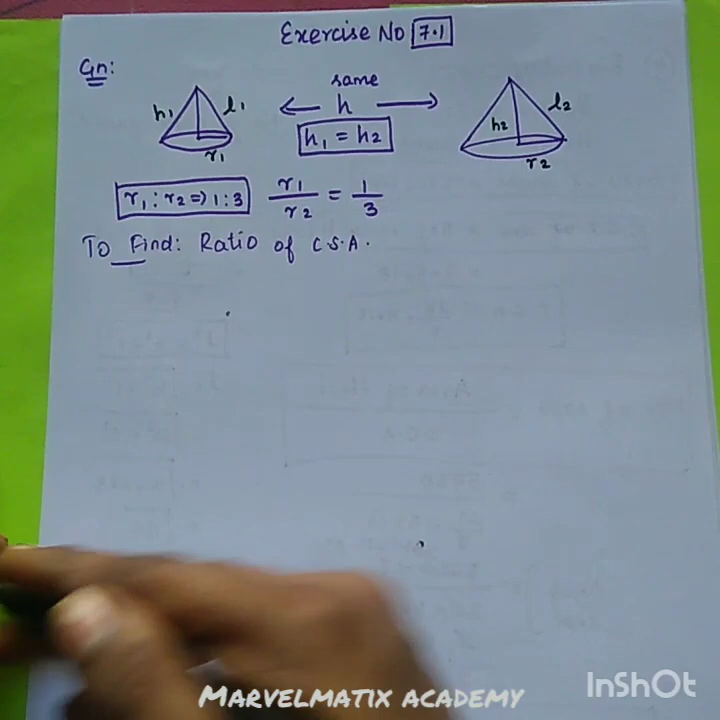 Exercise No 7.1
Gn:
same
h
h₁ = h₂
h₁ l₁ r₁
h₂ l₂ r₂
r₁ : r₂ => 1 : 3 r₁/r₂ = 1/3
To Find: Ratio of C.S.A.
MARVELMATIX ACADEMY
InShOt